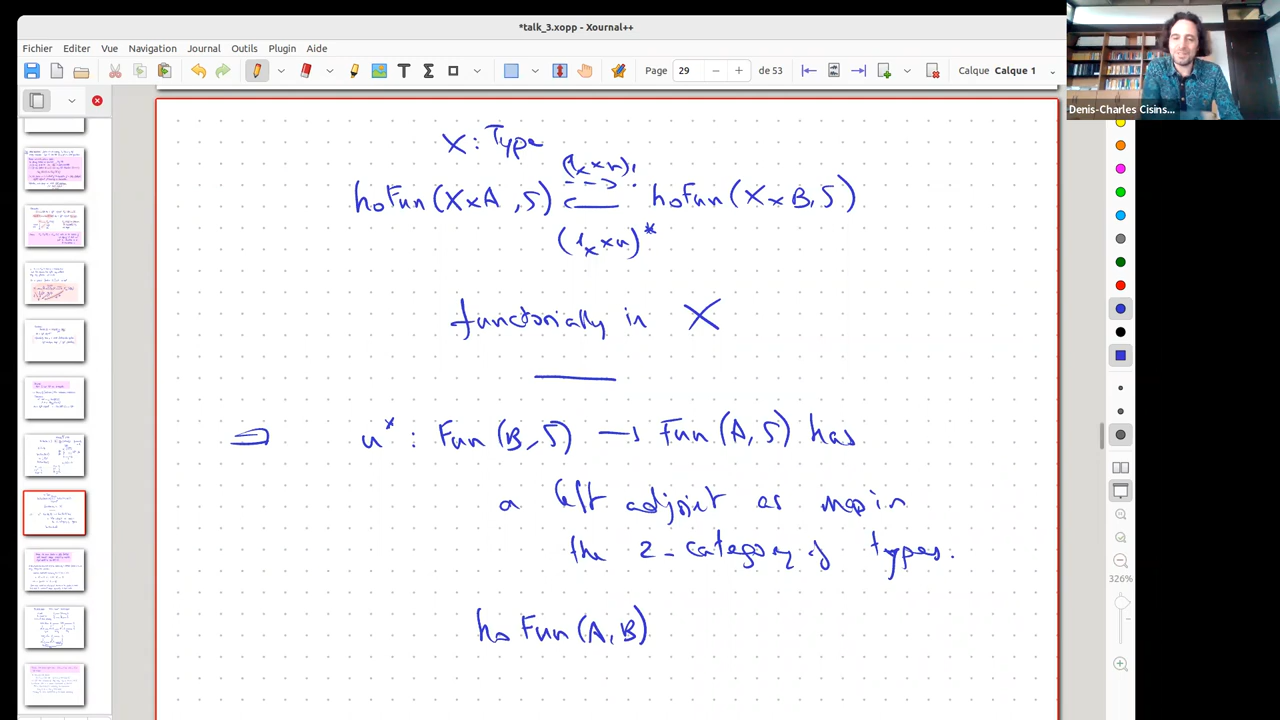 *talk_3.xopp - Xournal++
Fichier Editer Vue Navigation Journal Outils Plugin Aide
Page 29 de 53 Calque Calque 1
Denis-Charles Cisins...
X : Type
(1_X × u)_!
hoFun(X×A, S) ⇠ hoFun(X×B, S)
(1_X × u)^*
functorially in X
⇒ u^* : Fun(B, S) → Fun(A, S) has
a left adjoint as map in
the 2-category of types.
ho Fun(A, B)
326%